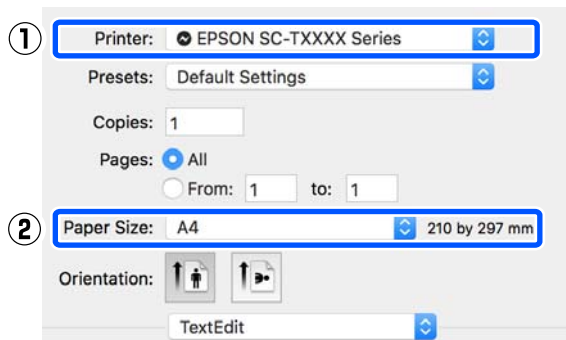 ① Printer: EPSON SC-TXXXX Series
Presets: Default Settings
Copies: 1
Pages: All
From: 1 to: 1
② Paper Size: A4 210 by 297 mm
Orientation:
TextEdit